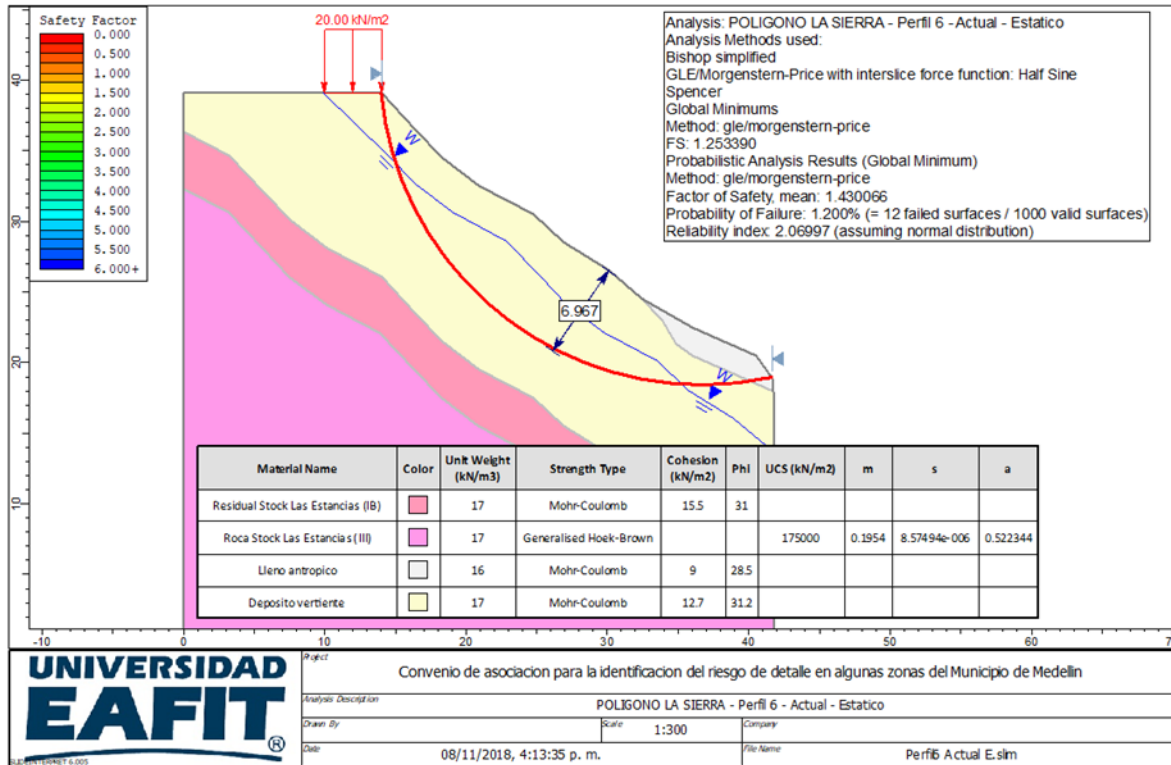 Safety Factor
0.000
0.500
1.000
1.500
2.000
2.500
3.000
3.500
4.000
4.500
5.000
5.500
6.000+
20.00 kN/m2
Analysis: POLIGONO LA SIERRA - Perfil 6 - Actual - Estatico
Analysis Methods used:
Bishop simplified
GLE/Morgenstern-Price with interslice force function: Half Sine
Spencer
Global Minimums
Method: gle/morgenstern-price
FS: 1.253390
Probabilistic Analysis Results (Global Minimum)
Method: gle/morgenstern-price
Factor of Safety, mean: 1.430066
Probability of Failure: 1.200% (= 12 failed surfaces / 1000 valid surfaces)
Reliability index: 2.06997 (assuming normal distribution)
40
30
20
10
W
6.967
W
Material Name Color Unit Weight (kN/m3) Strength Type Cohesion (kN/m2) Phi UCS (kN/m2) m s a
Residual Stock Las Estancias (IB) 17 Mohr-Coulomb 15.5 31
Roca Stock Las Estancias (III) 17 Generalised Hoek-Brown 175000 0.1954 8.57494e-006 0.522344
Lleno antropico 16 Mohr-Coulomb 9 28.5
Deposito vertiente 17 Mohr-Coulomb 12.7 31.2
-10 0 10 20 30 40 50 60 7
UNIVERSIDAD
EAFIT®
Project
Convenio de asociacion para la identificacion del riesgo de detalle en algunas zonas del Municipio de Medellin
Analysis Description
POLIGONO LA SIERRA - Perfil 6 - Actual - Estatico
Drawn By
Scale
1:300
Company
Date
08/11/2018, 4:13:35 p. m.
File Name
Perfil6 Actual E.slim
SLIDEINTERPRET 6.005